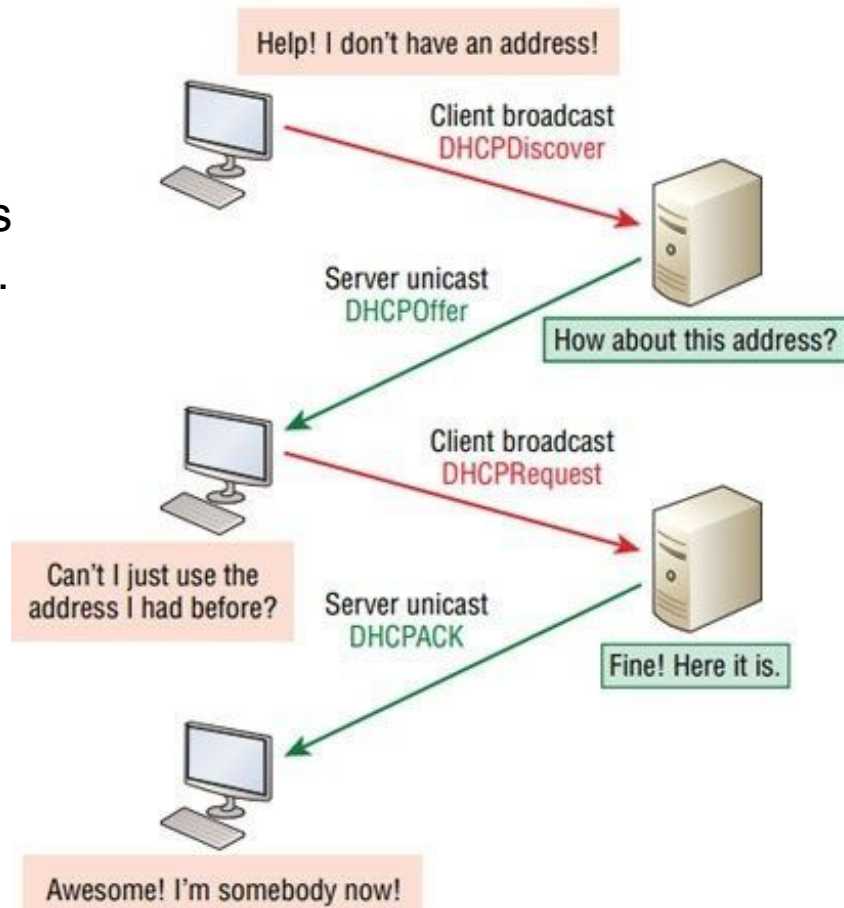 Help! I don't have an address!
Client broadcast
DHCPDiscover
s
.
Server unicast
DHCPOffer
How about this address?
Client broadcast
DHCPRequest
Can't I just use the
address I had before?
Server unicast
DHCPACK
Fine! Here it is.
Awesome! I'm somebody now!